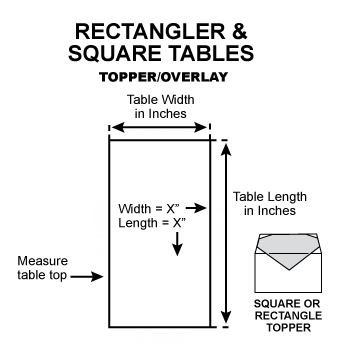 RECTANGLER &
SQUARE TABLES
TOPPER/OVERLAY
Table Width
in Inches
Width = X"
Length = X"
Table Length
in Inches
Measure
table top
SQUARE OR
RECTANGLE
TOPPER